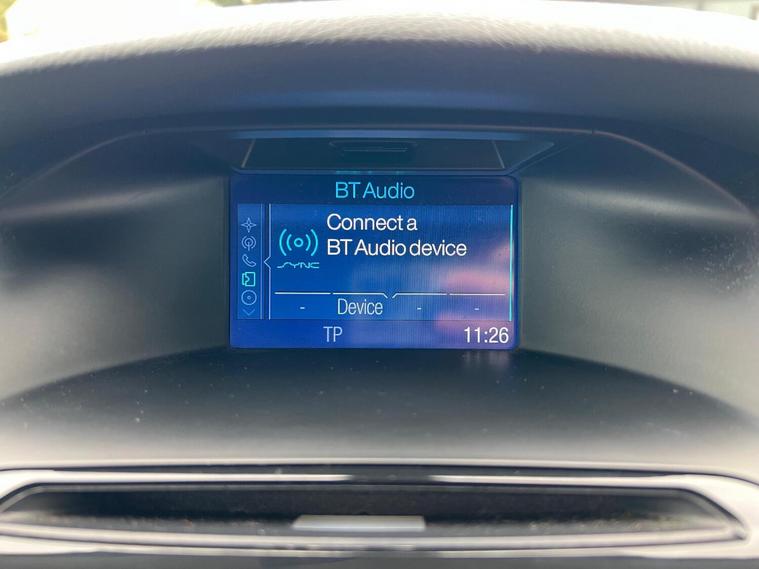 BT Audio
Connect a
BT Audio device
SYNC
- Device - -
TP 11:26